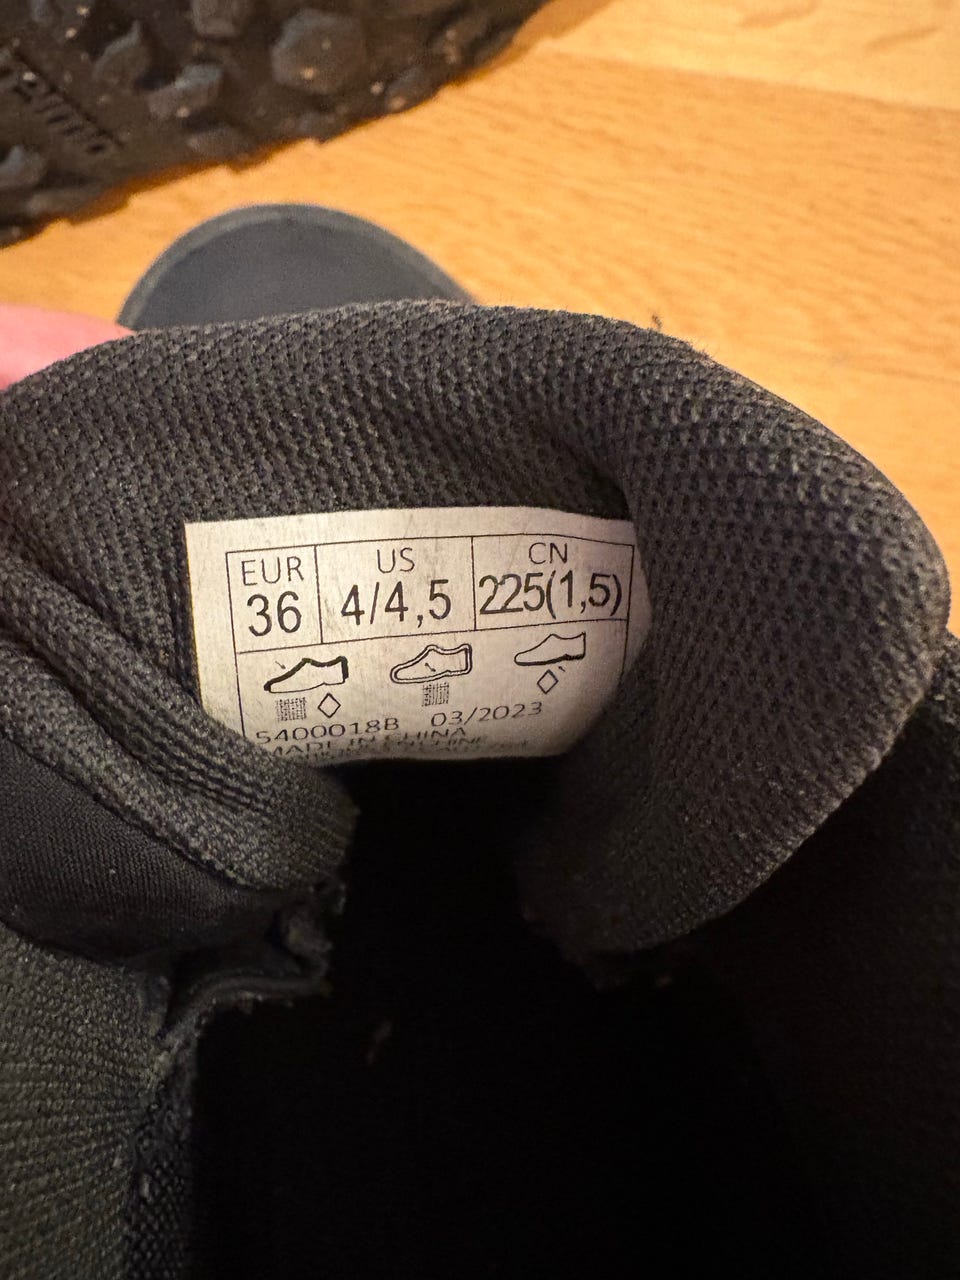 EUR US CN
36 4/4,5 225(1,5)
5400018B 03/2023
MADE IN CHINA